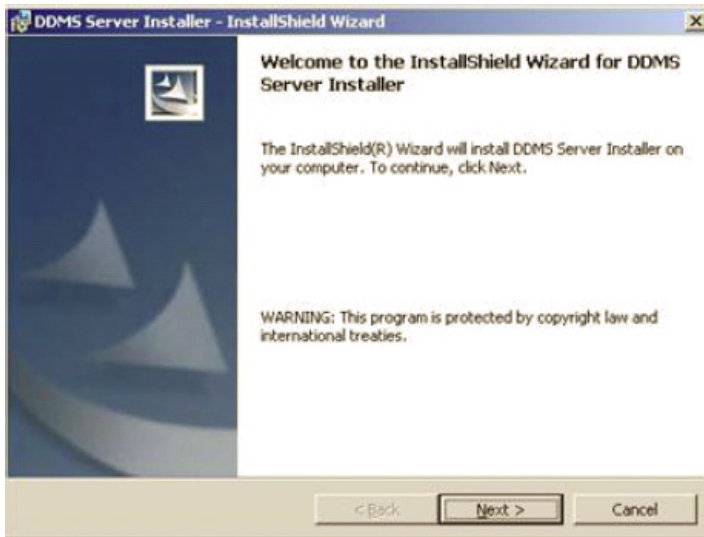 DDMS Server Installer - InstallShield Wizard
Welcome to the InstallShield Wizard for DDMS
Server Installer
The InstallShield(R) Wizard will install DDMS Server Installer on
your computer. To continue, click Next.
WARNING: This program is protected by copyright law and
international treaties.
< Back
Next >
Cancel